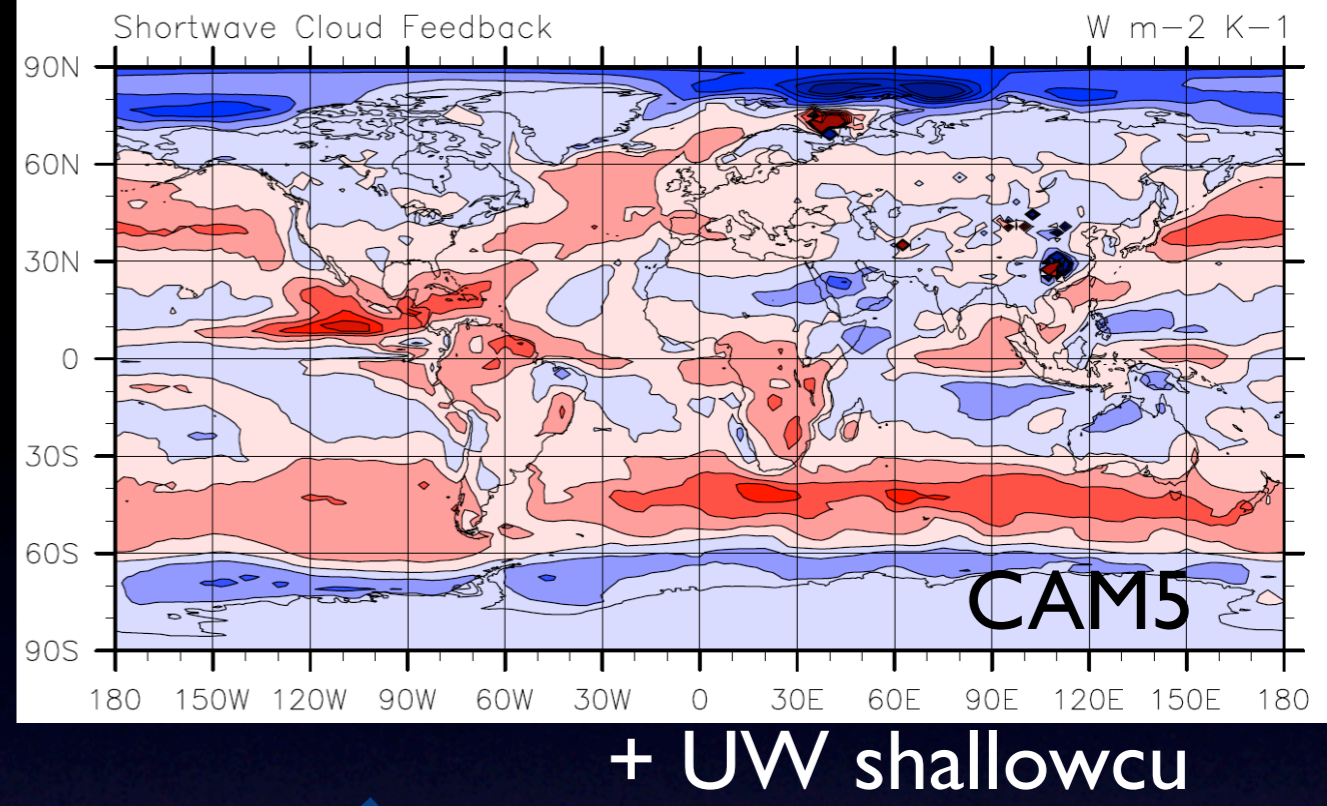 Shortwave Cloud Feedback W m-2 K-1
90N
60N
30N
0
30S
60S
90S
CAM5
180 150W 120W 90W 60W 30W 0 30E 60E 90E 120E 150E 180
+ UW shallowcu